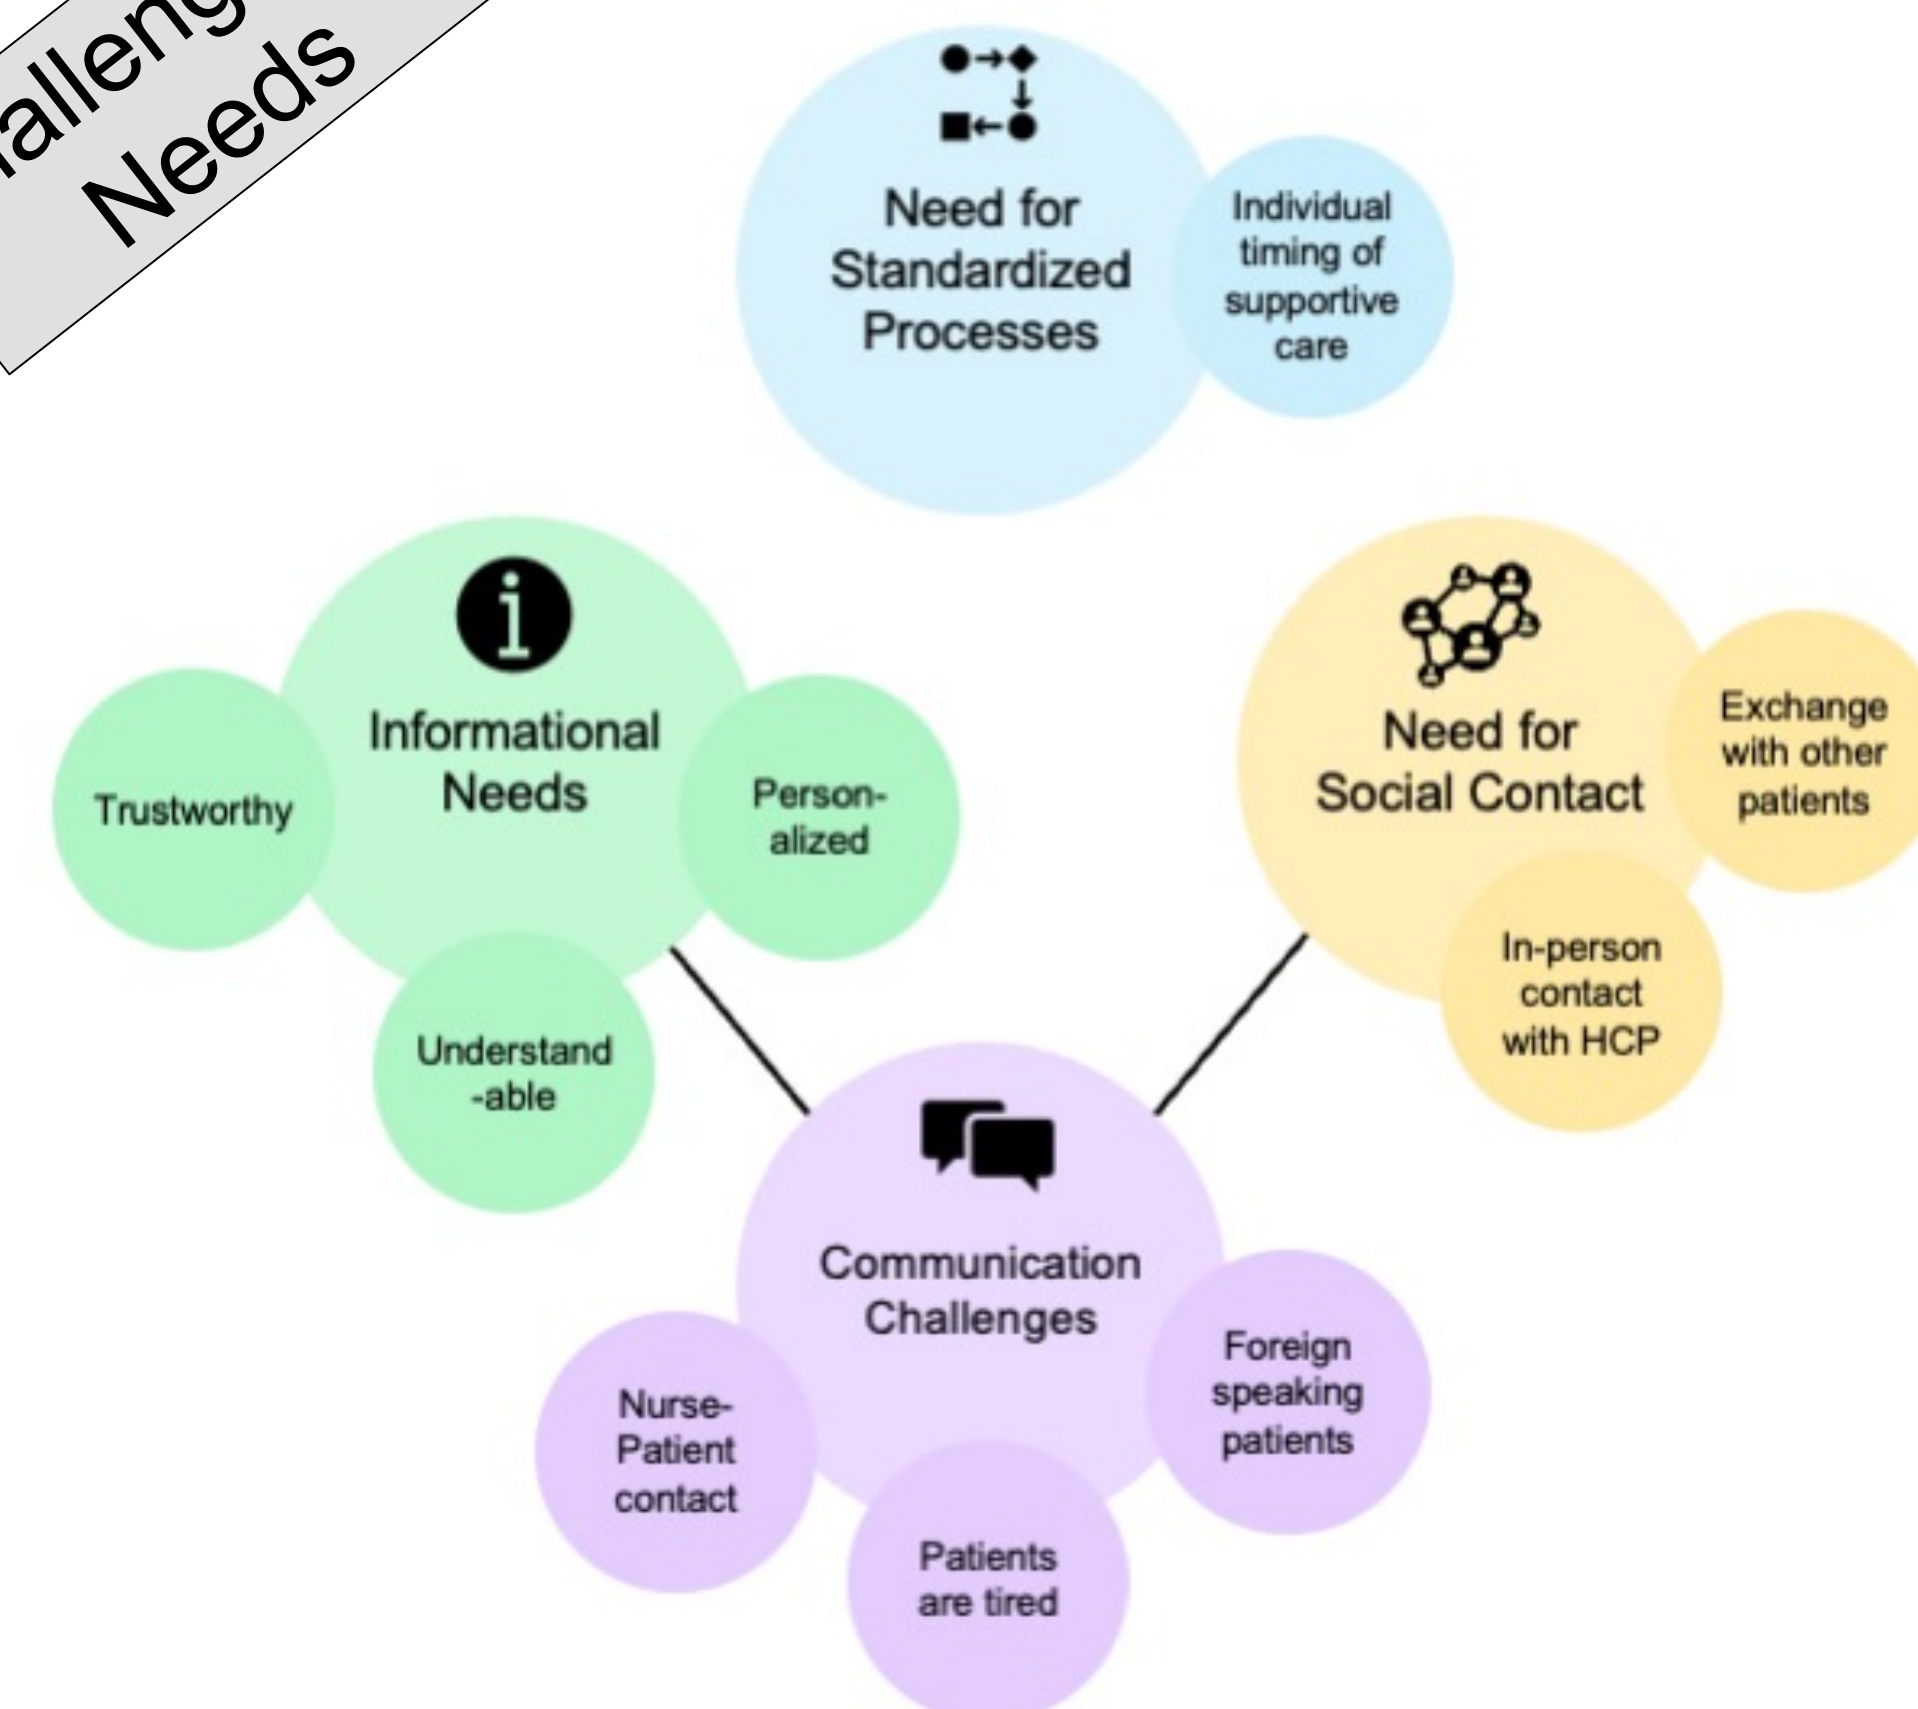 Needs
Need for
Standardized
Processes
Individual
timing of
supportive
care
Informational
Needs
Trustworthy
Person-
alized
Understand
-able
Need for
Social Contact
Exchange
with other
patients
In-person
contact
with HCP
Communication
Challenges
Nurse-
Patient
contact
Patients
are tired
Foreign
speaking
patients